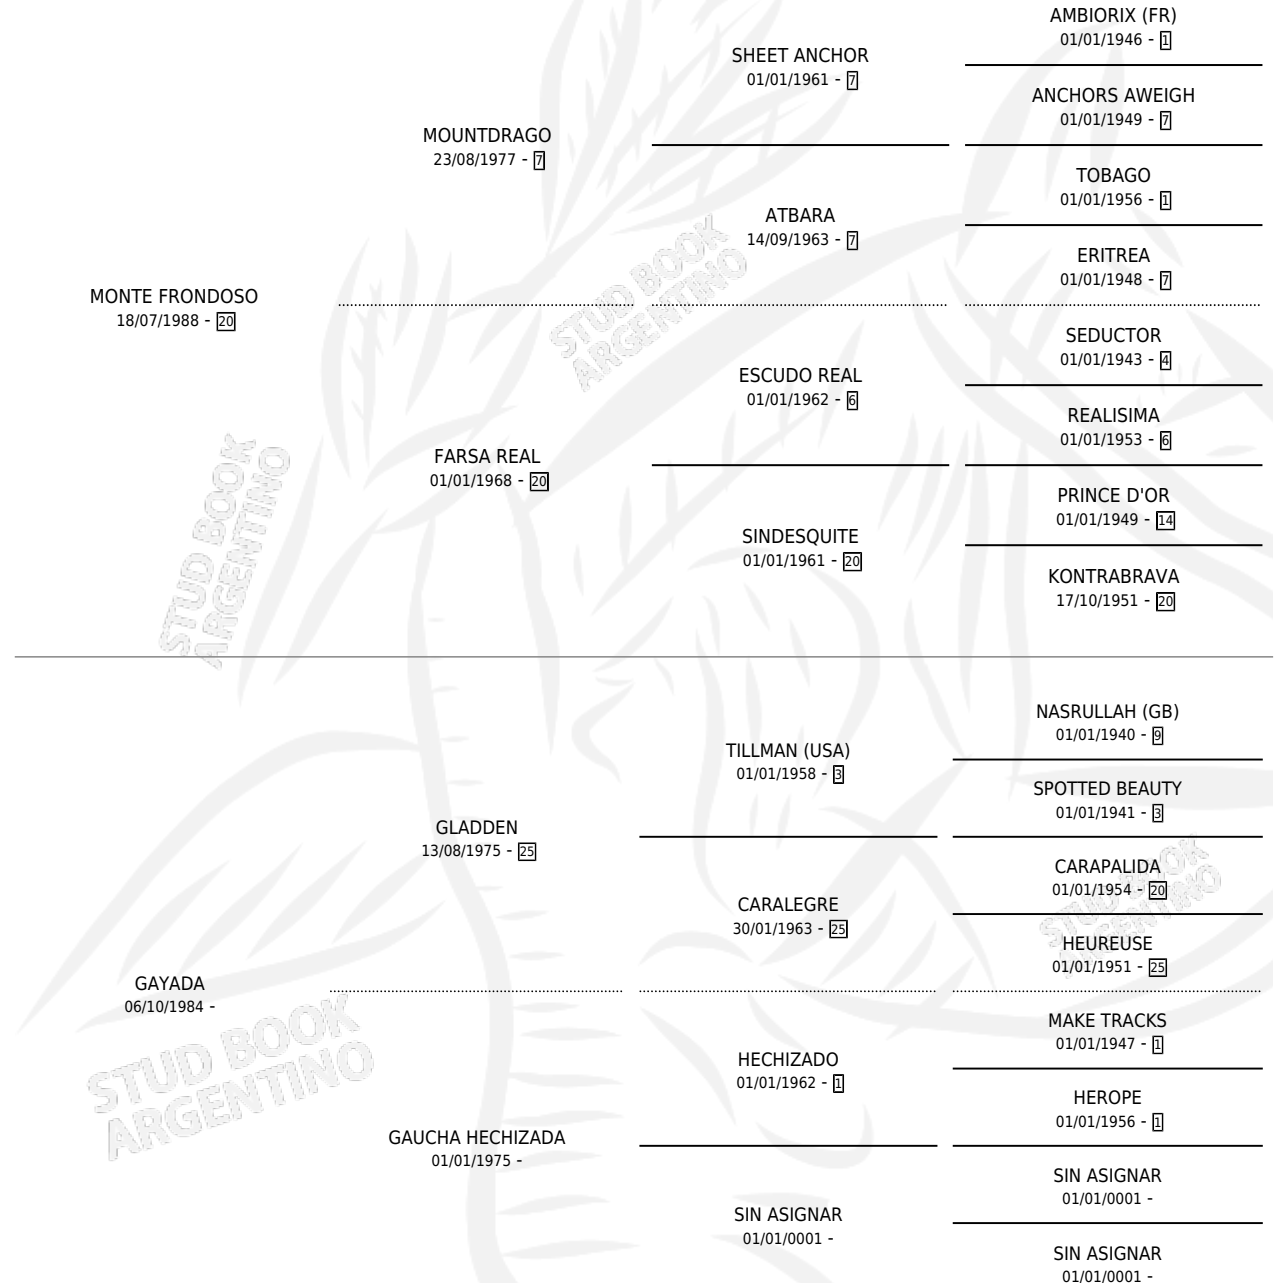 AMBIORIX (FR)
01/01/1946 - 1
SHEET ANCHOR
01/01/1961 - 7
ANCHORS AWEIGH
01/01/1949 - 7
MOUNTDRAGO
23/08/1977 - 7
TOBAGO
01/01/1956 - 1
ATBARA
14/09/1963 - 7
ERITREA
01/01/1948 - 7
MONTE FRONDOSO
18/07/1988 - 20
SEDUCTOR
01/01/1943 - 4
ESCUDO REAL
01/01/1962 - 6
REALISIMA
01/01/1953 - 6
FARSA REAL
01/01/1968 - 20
PRINCE D'OR
01/01/1949 - 14
SINDESQUITE
01/01/1961 - 20
KONTRABRAVA
17/10/1951 - 20
STUD BOOK
ARGENTINO
STUD BOOK
ARGENTINO
NASRULLAH (GB)
01/01/1940 - 9
TILLMAN (USA)
01/01/1958 - 3
SPOTTED BEAUTY
01/01/1941 - 3
GLADDEN
13/08/1975 - 25
CARAPALIDA
01/01/1954 - 20
CARALEGRE
30/01/1963 - 25
HEUREUSE
01/01/1951 - 25
STUD BOOK
ARGENTINO
GAYADA
06/10/1984 -
MAKE TRACKS
01/01/1947 - 1
HECHIZADO
01/01/1962 - 1
HEROPE
01/01/1956 - 1
STUD BOOK
ARGENTINO
GAUCHA HECHIZADA
01/01/1975 -
SIN ASIGNAR
01/01/0001 -
SIN ASIGNAR
01/01/0001 -
SIN ASIGNAR
01/01/0001 -